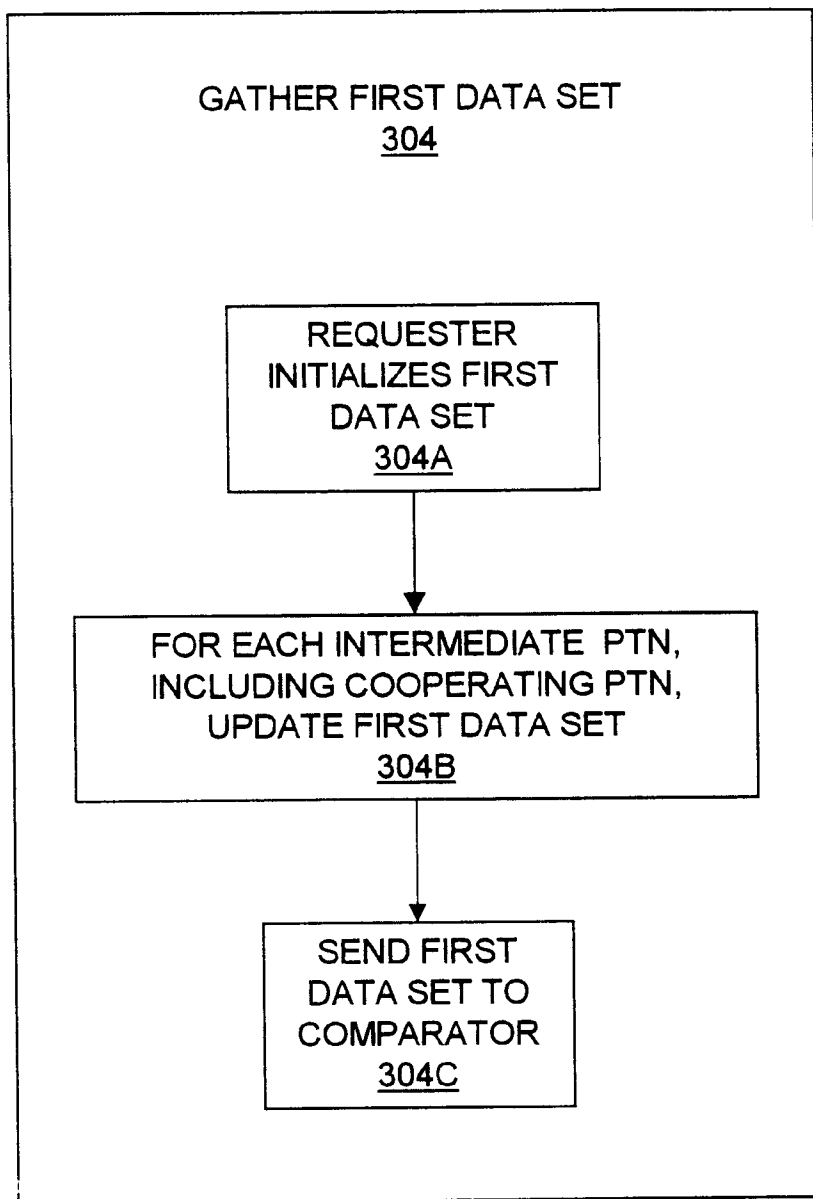 GATHER FIRST DATA SET
304
REQUESTER
INITIALIZES FIRST
DATA SET
304A
FOR EACH INTERMEDIATE PTN,
INCLUDING COOPERATING PTN,
UPDATE FIRST DATA SET
304B
SEND FIRST
DATA SET TO
COMPARATOR
304C